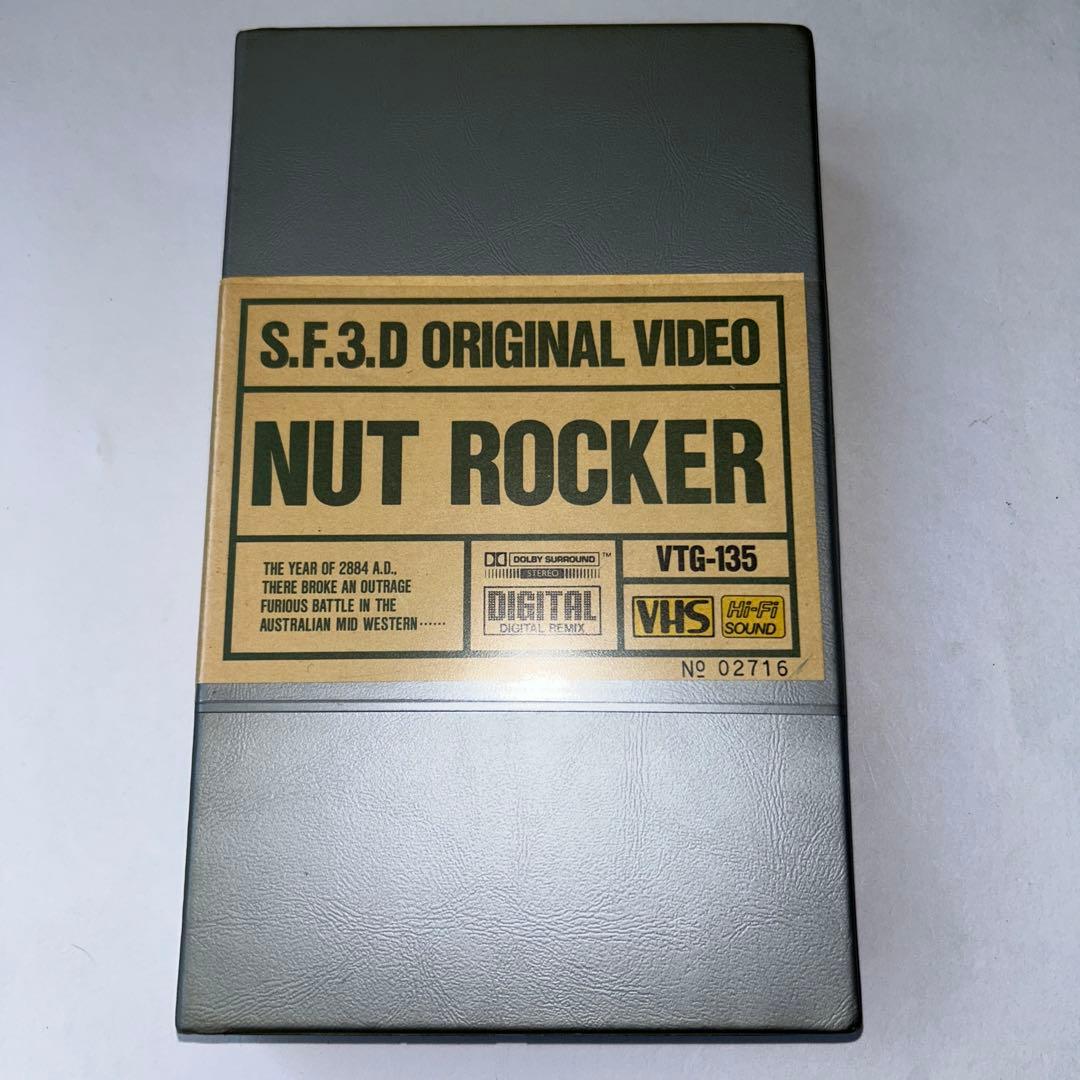 S.F.3.D ORIGINAL VIDEO
NUT ROCKER
THE YEAR OF 2884 A.D.,
THERE BROKE AN OUTRAGE
FURIOUS BATTLE IN THE
AUSTRALIAN MID WESTERN······
DOLBY SURROUND™
STEREO
DIGITAL
DIGITAL REMIX
VTG-135
VHS
Hi-Fi
SOUND
Nº 02716